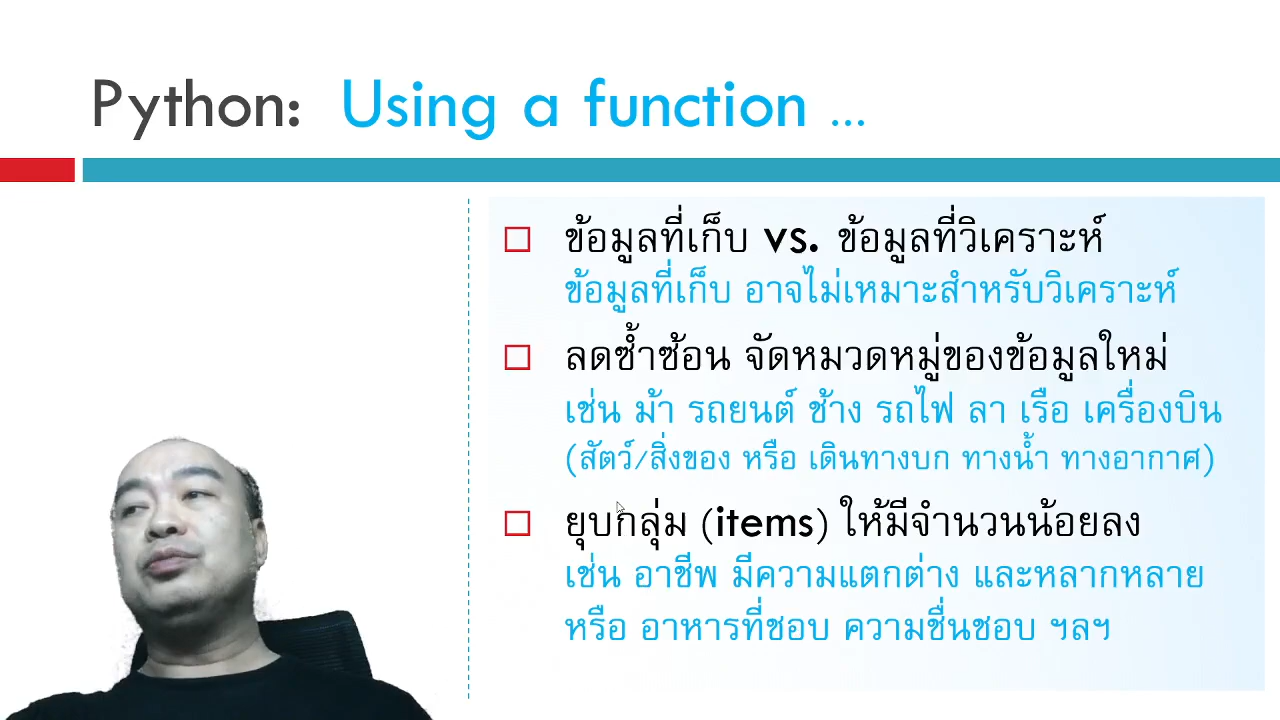 Python: Using a function ...
ข้อมูลที่เก็บ vs. ข้อมูลที่วิเคราะห์
ข้อมูลที่เก็บ อาจไม่เหมาะสำหรับวิเคราะห์
ลดซ้ำซ้อน จัดหมวดหมู่ของข้อมูลใหม่
เช่น ม้า รถยนต์ ช้าง รถไฟ ลา เรือ เครื่องบิน
(สัตว์/สิ่งของ หรือ เดินทางบก ทางน้ำ ทางอากาศ)
ยุบกลุ่ม (items) ให้มีจำนวนน้อยลง
เช่น อาชีพ มีความแตกต่าง และหลากหลาย
หรือ อาหารที่ชอบ ความชื่นชอบ ฯลฯ